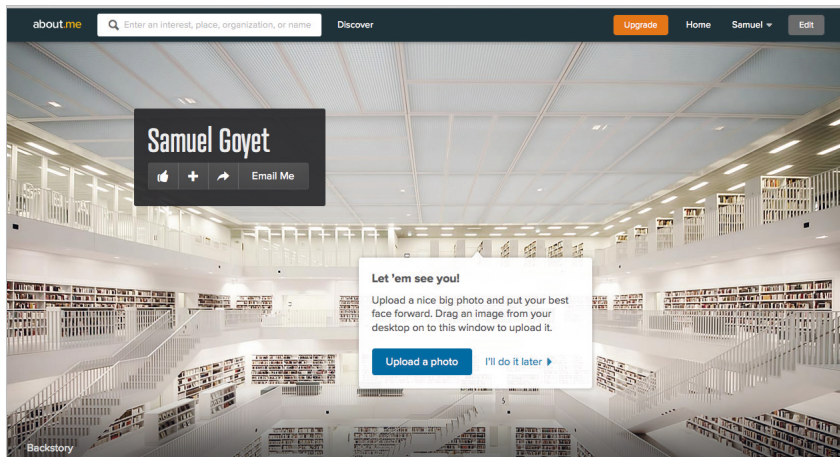 about.me
Enter an interest, place, organization, or name
Discover
Upgrade
Home
Samuel
Edit
Samuel Goyet
Email Me
Let 'em see you!
Upload a nice big photo and put your best
face forward. Drag an image from your
desktop on to this window to upload it.
Upload a photo
I'll do it later
5
Backstory